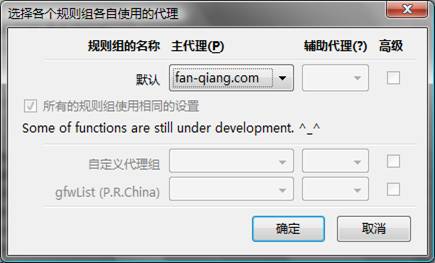 选择各个规则组各自使用的代理
规则组的名称 主代理(P) 辅助代理(?) 高级
默认 fan-qiang.com
所有的规则组使用相同的设置
Some of functions are still under development. ^_^
自定义代理组
gfwList (P.R.China)
确定 取消